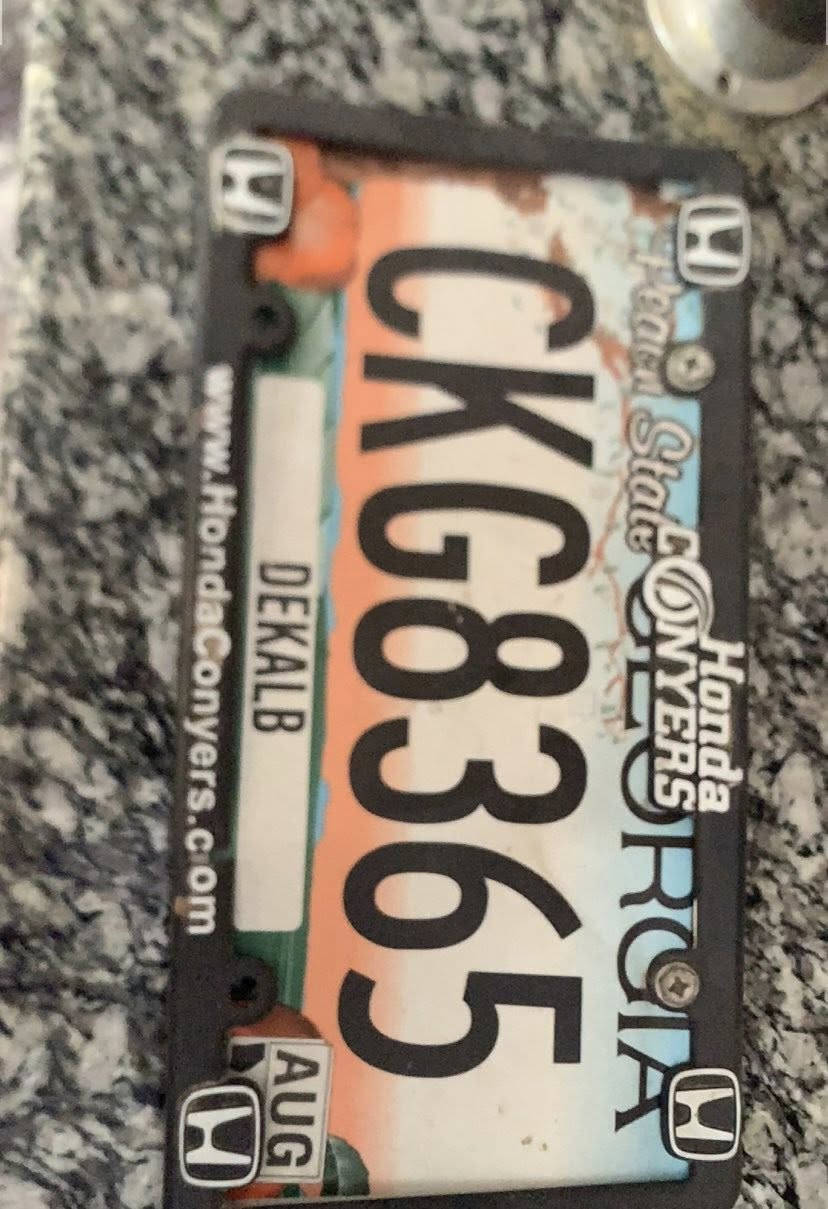 Honda
CONYERS
Peach State GEORGIA
CKG8365
DEKALB
AUG
www.HondaConyers.com